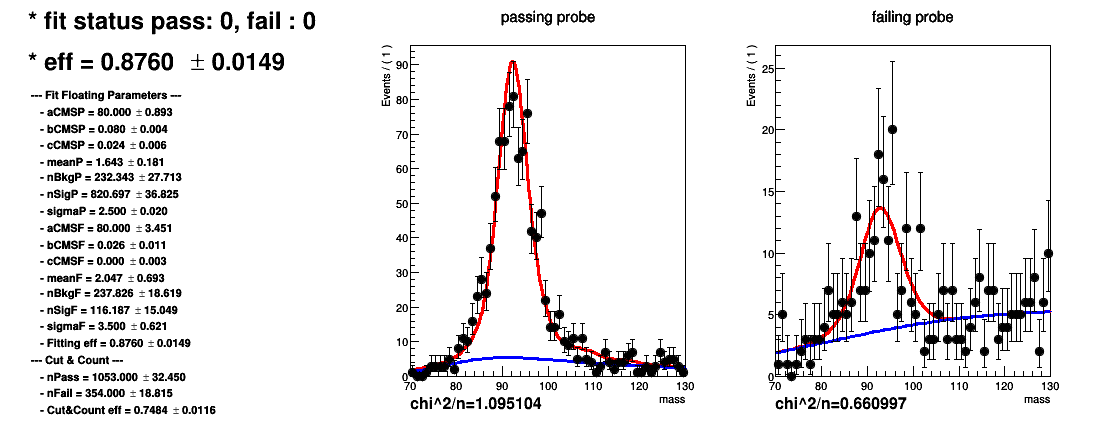 * fit status pass: 0, fail : 0
* eff = 0.8760 ± 0.0149
--- Fit Floating Parameters ---
- aCMSP = 80.000 ± 0.893
- bCMSP = 0.080 ± 0.004
- cCMSP = 0.024 ± 0.006
- meanP = 1.643 ± 0.181
- nBkgP = 232.343 ± 27.713
- nSigP = 820.697 ± 36.825
- sigmaP = 2.500 ± 0.020
- aCMSF = 80.000 ± 3.451
- bCMSF = 0.026 ± 0.011
- cCMSF = 0.000 ± 0.003
- meanF = 2.047 ± 0.693
- nBkgF = 237.826 ± 18.619
- nSigF = 116.187 ± 15.049
- sigmaF = 3.500 ± 0.621
- Fitting eff = 0.8760 ± 0.0149
--- Cut & Count ---
- nPass = 1053.000 ± 32.450
- nFail = 354.000 ± 18.815
- Cut&Count eff = 0.7484 ± 0.0116
passing probe
Events / ( 1 )
90
80
70
60
50
40
30
20
10
0
70 80 90 100 110 120 130
mass
chi^2/n=1.095104
failing probe
Events / ( 1 )
25
20
15
10
5
0
70 80 90 100 110 120 130
mass
chi^2/n=0.660997